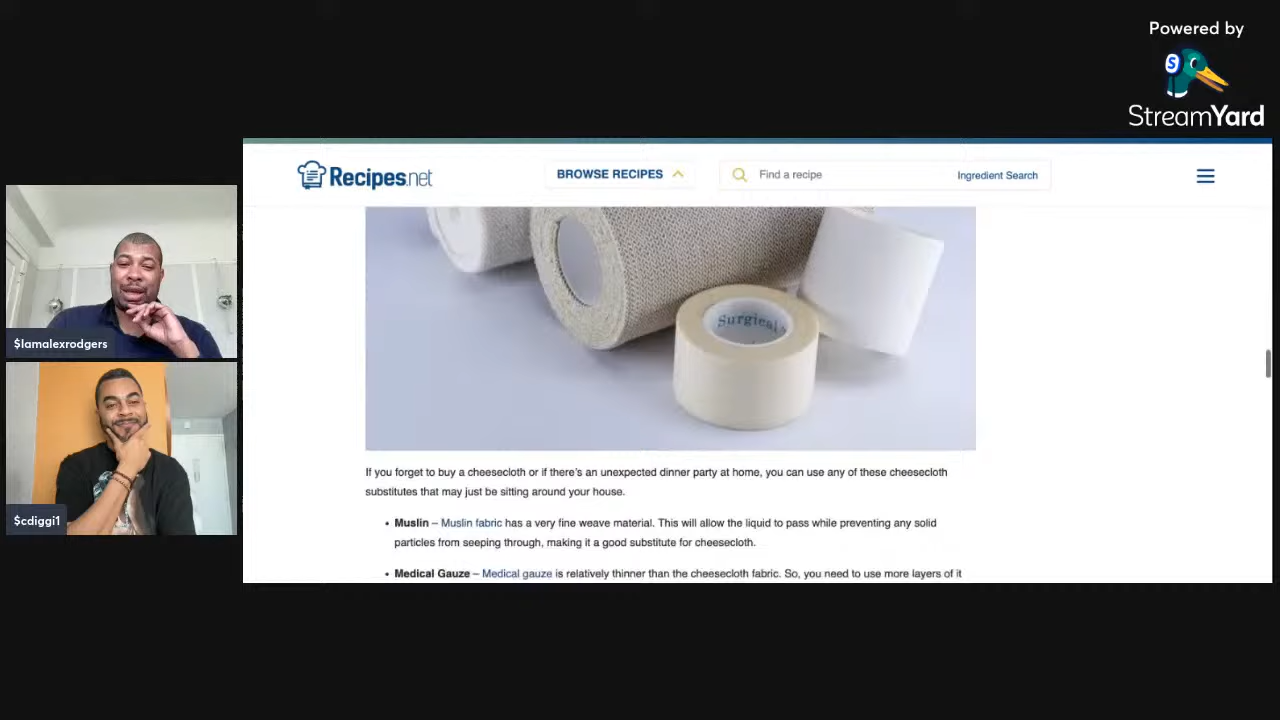 Powered by
StreamYard
Recipes.net
BROWSE RECIPES
Find a recipe
Ingredient Search
Surgical
$Iamalexrodgers
$cdiggi1
If you forget to buy a cheesecloth or if there's an unexpected dinner party at home, you can use any of these cheesecloth
substitutes that may just be sitting around your house.
• Muslin – Muslin fabric has a very fine weave material. This will allow the liquid to pass while preventing any solid
particles from seeping through, making it a good substitute for cheesecloth.
• Medical Gauze – Medical gauze is relatively thinner than the cheesecloth fabric. So, you need to use more layers of it